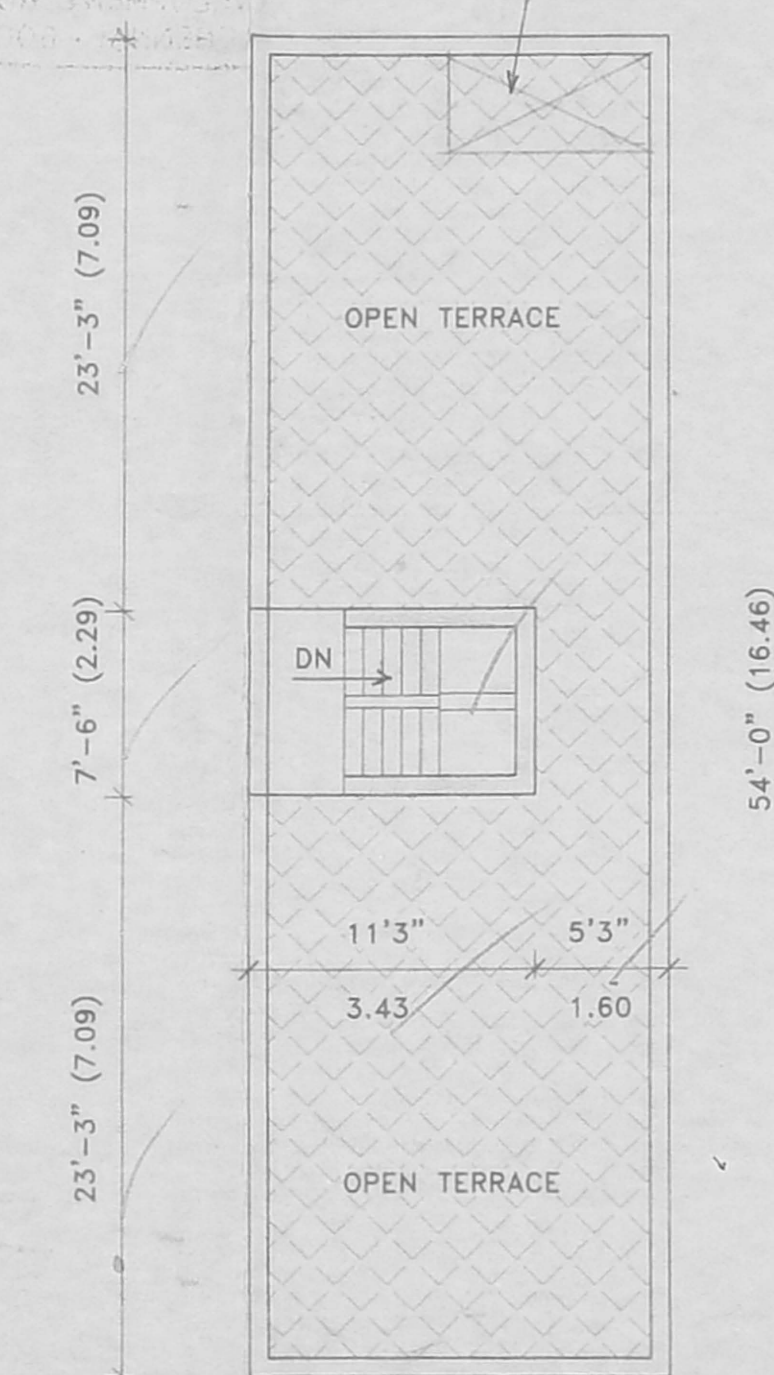 23'-3" (7.09)
OPEN TERRACE
7'-6" (2.29)
DN
54'-0" (16.46)
11'3"
5'3"
3.43
1.60
23'-3" (7.09)
OPEN TERRACE